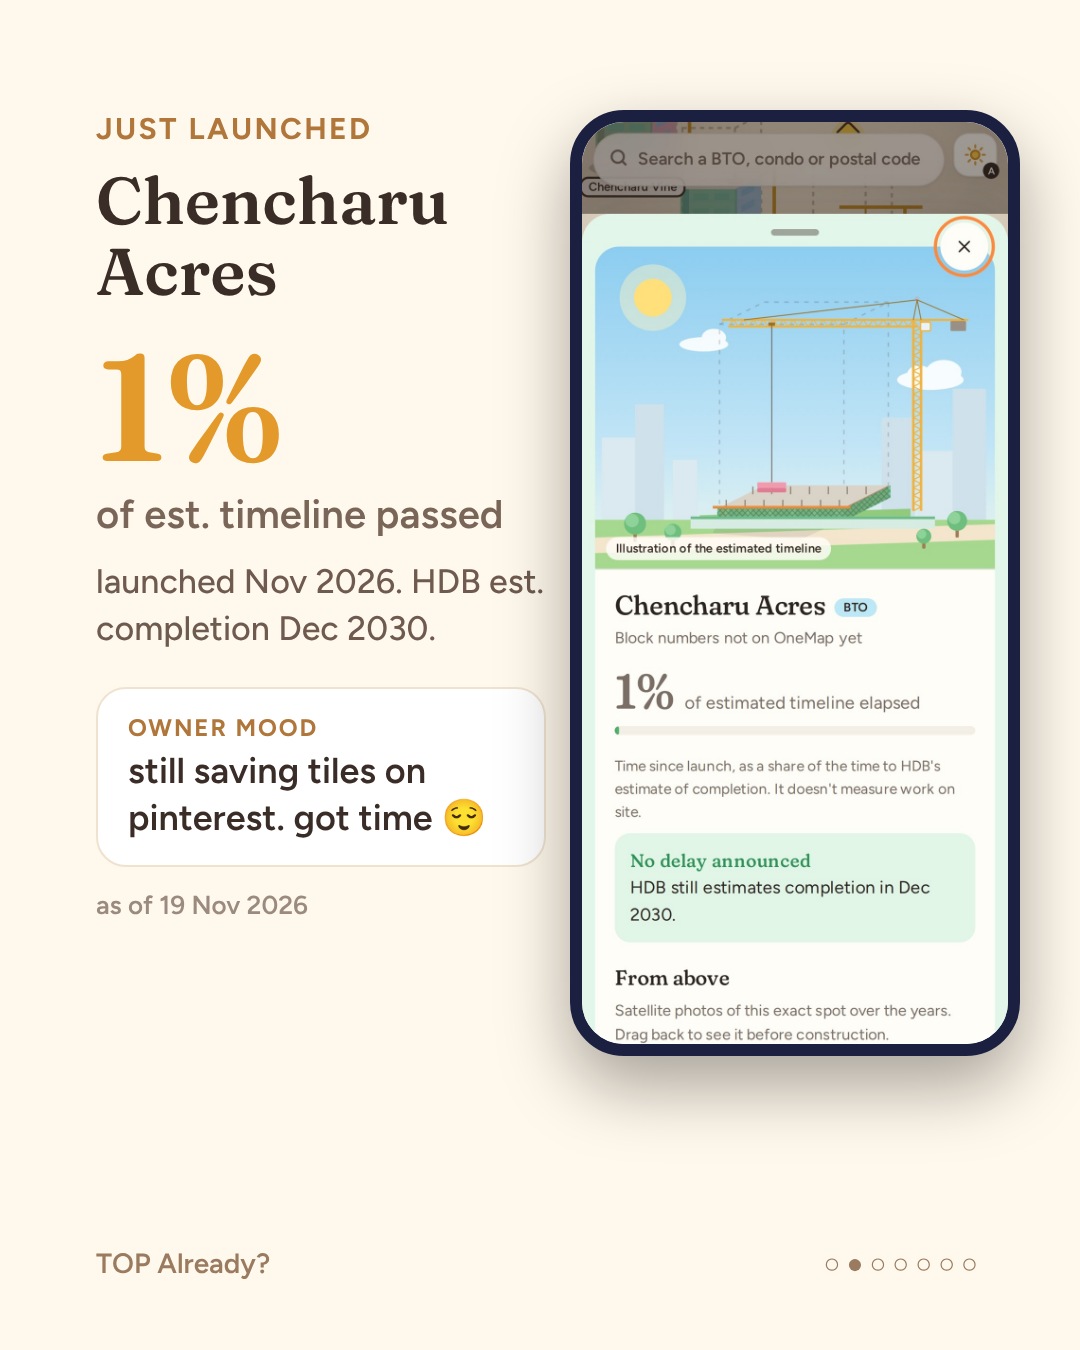 JUST LAUNCHED
Chencharu
Acres
1%
of est. timeline passed
launched Nov 2026. HDB est.
completion Dec 2030.
OWNER MOOD
still saving tiles on
pinterest. got time 😌
as of 19 Nov 2026
Search a BTO, condo or postal code
A
Chencharu Vine
Illustration of the estimated timeline
Chencharu Acres BTO
Block numbers not on OneMap yet
1% of estimated timeline elapsed
Time since launch, as a share of the time to HDB's
estimate of completion. It doesn't measure work on
site.
No delay announced
HDB still estimates completion in Dec
2030.
From above
Satellite photos of this exact spot over the years.
Drag back to see it before construction.
TOP Already?